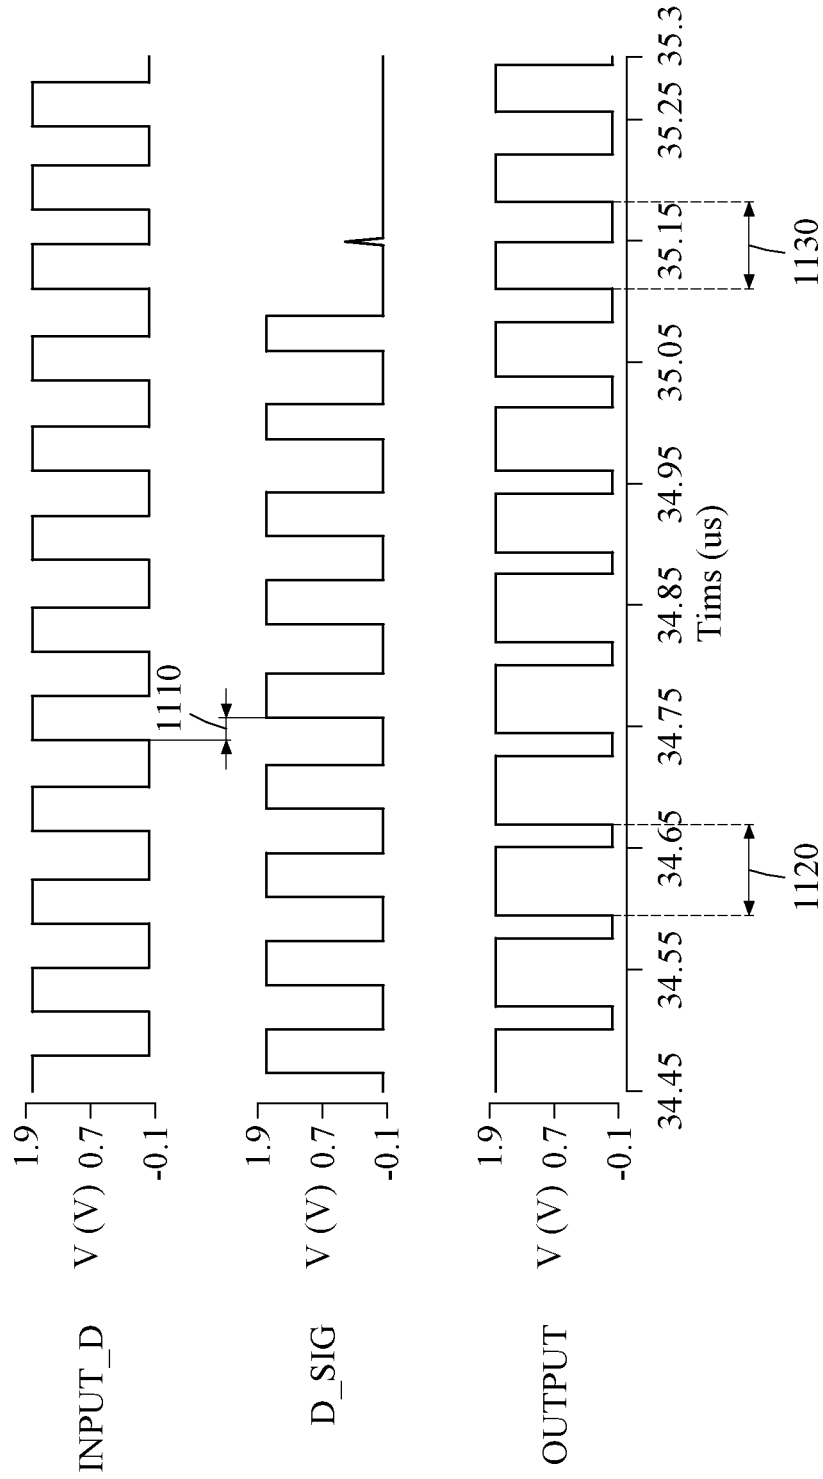 INPUT_D
V (V)
1.9
0.7
-0.1
1110
D_SIG
V (V)
1.9
0.7
-0.1
OUTPUT
V (V)
1.9
0.7
-0.1
34.45 34.55 34.65 34.75 34.85 34.95 35.05 35.15 35.25 35.3
Tims (us)
1120 1130